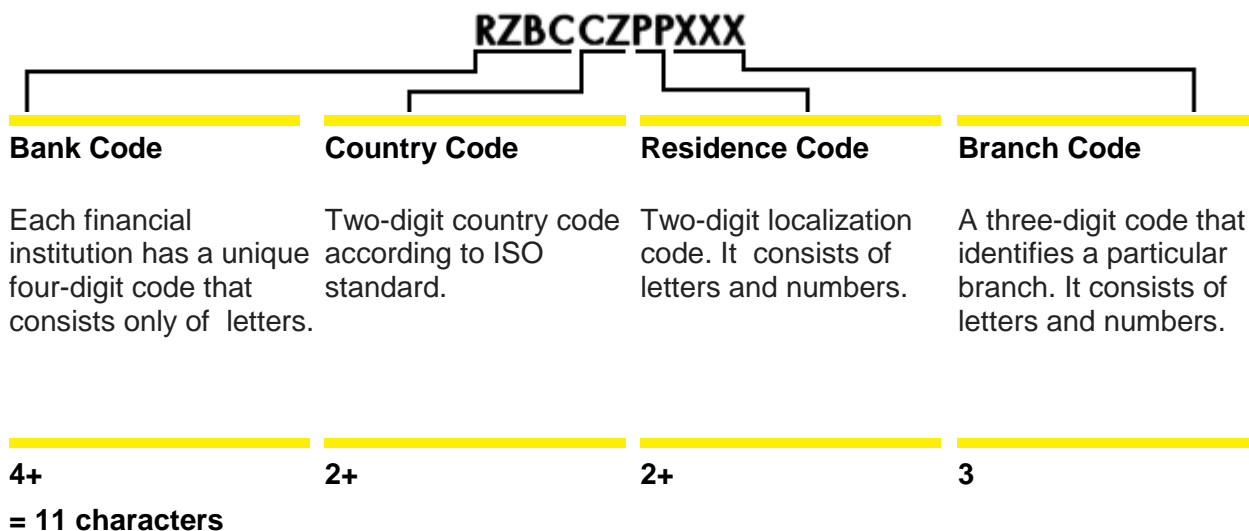 RZBCCZPPXXX
Bank Code
Each financial
institution has a unique
four-digit code that
consists only of letters.
Country Code
Two-digit country code
according to ISO
standard.
Residence Code
Two-digit localization
code. It consists of
letters and numbers.
Branch Code
A three-digit code that
identifies a particular
branch. It consists of
letters and numbers.
4+
2+
2+
3
= 11 characters